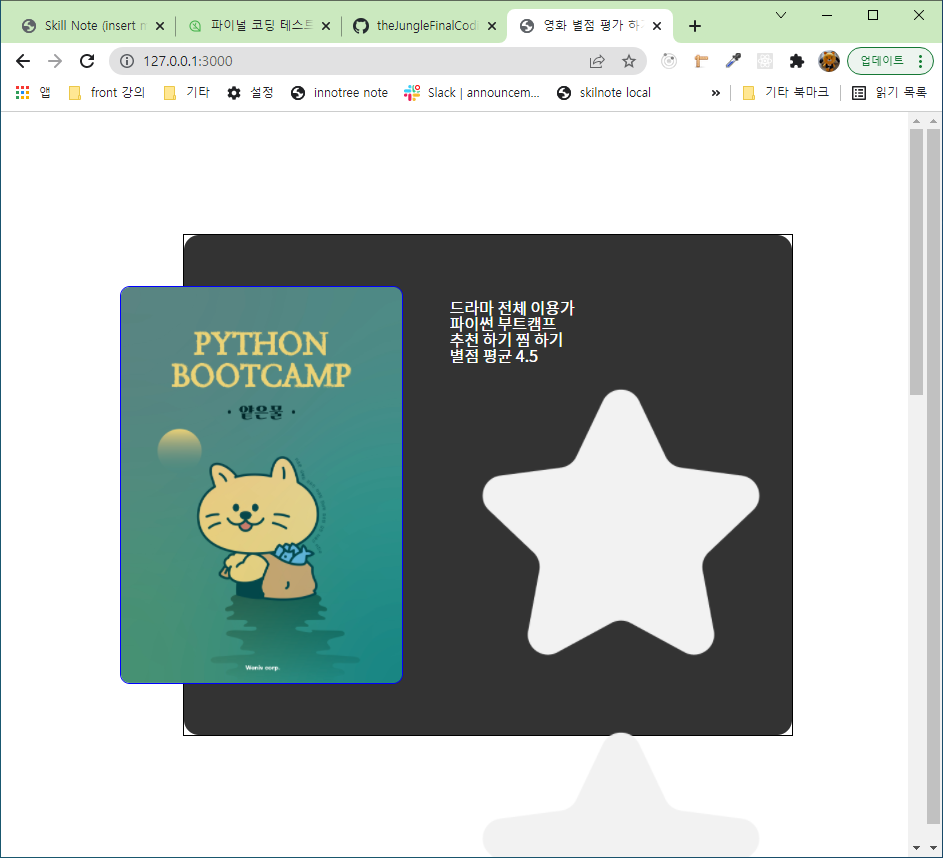 Skill Note (insert n
파이널 코딩 테스트
theJungleFinalCod
영화 별점 평가 하기
127.0.0.1:3000
업데이트
앱
front 강의
기타
설정
innotree note
Slack | announcem...
skilnote local
»
기타 북마크
읽기 목록
PYTHON
BOOTCAMP
· 얕은물 ·
Wenix corp.
드라마 전체 이용가
파이썬 부트캠프
추천 하기 찜 하기
별점 평균 4.5